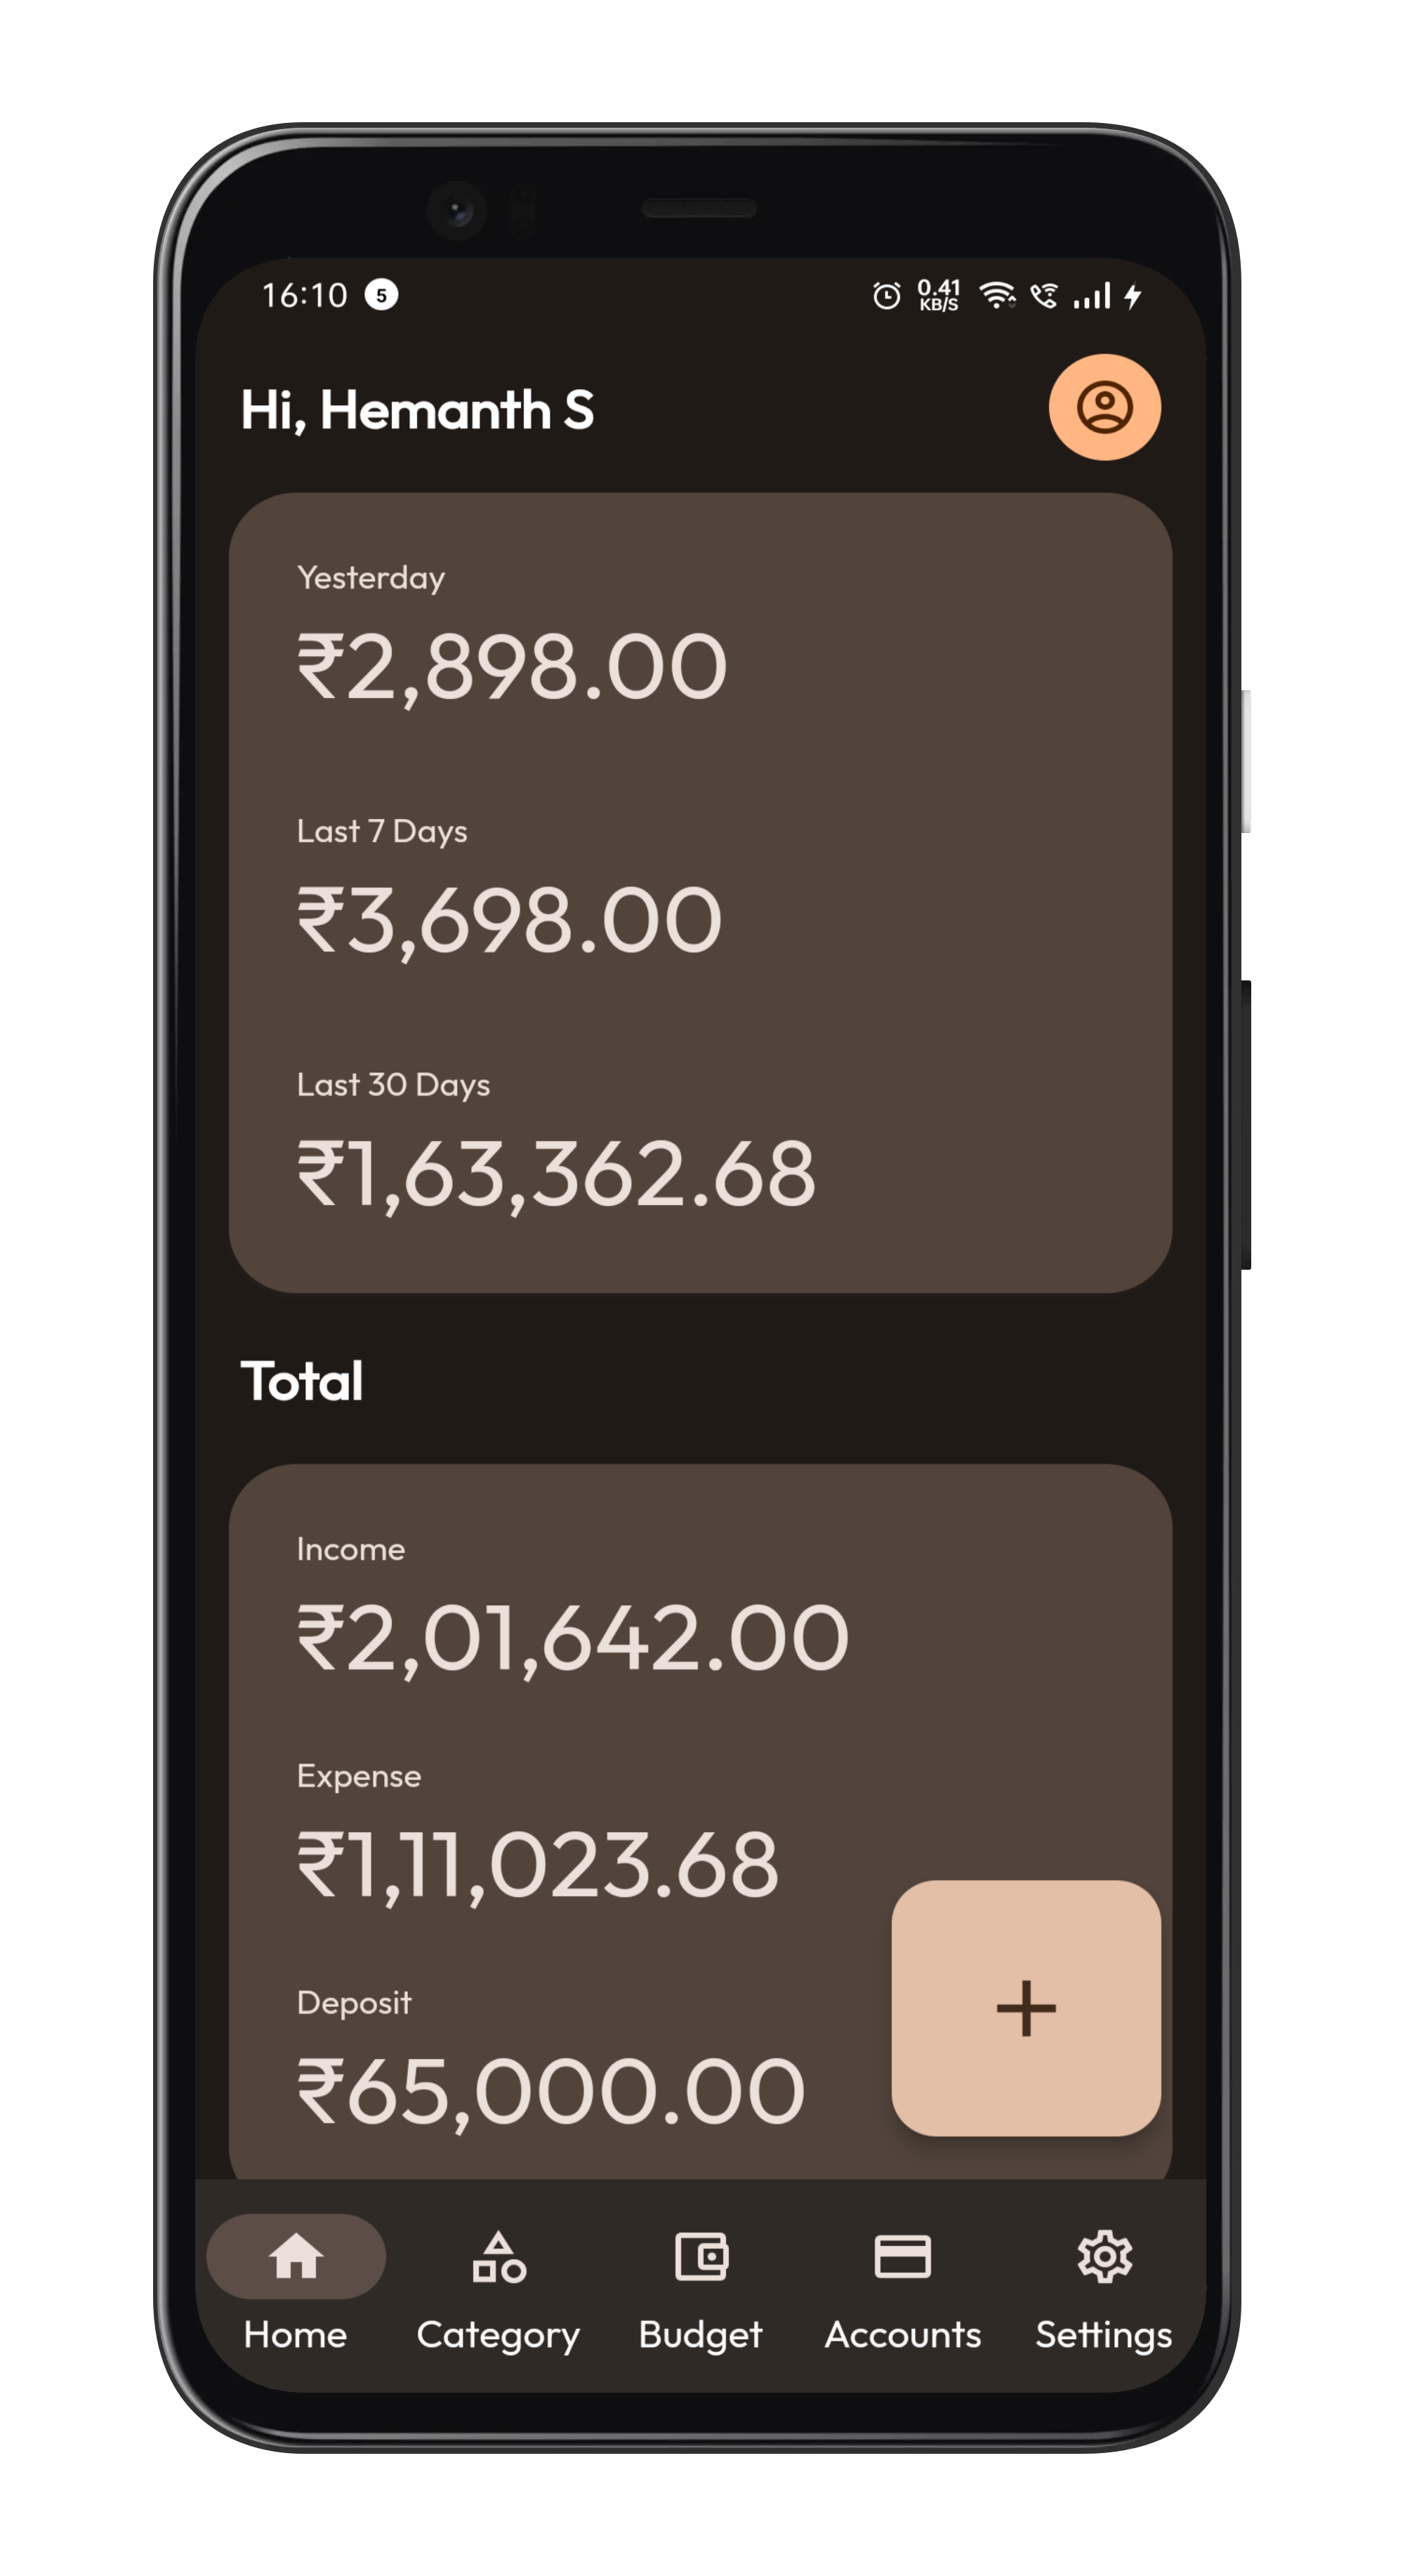 16:10 5 0.41 KB/S
Hi, Hemanth S
Yesterday
₹2,898.00
Last 7 Days
₹3,698.00
Last 30 Days
₹1,63,362.68
Total
Income
₹2,01,642.00
Expense
₹1,11,023.68
Deposit
₹65,000.00
Home Category Budget Accounts Settings